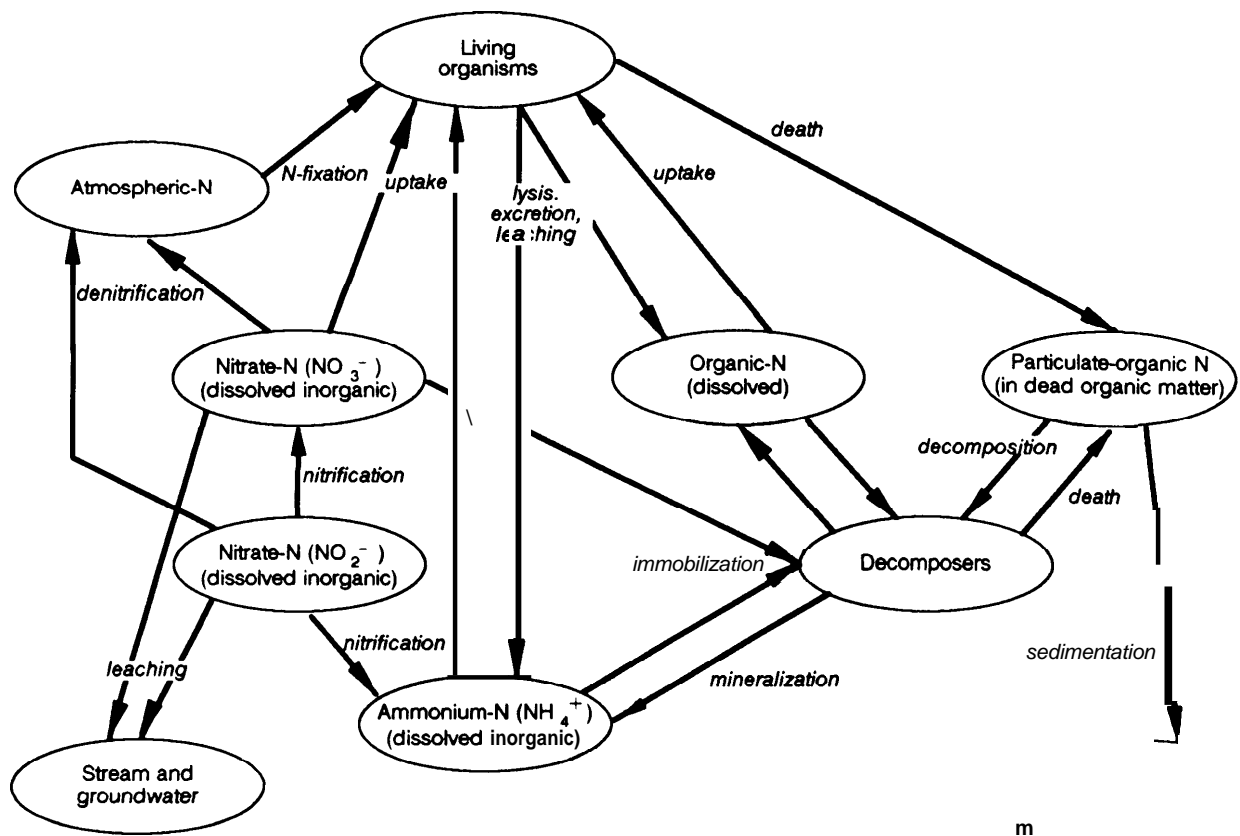 Living
organisms
death
Atmospheric-N
N-fixation
uptake
lysis.
excretion,
leaching
uptake
denitrification
Nitrate-N (NO3⁻)
(dissolved inorganic)
Organic-N
(dissolved)
Particulate-organic N
(in dead organic matter)
nitrification
decomposition
death
Nitrate-N (NO2⁻)
(dissolved inorganic)
immobilization
Decomposers
nitrification
leaching
mineralization
sedimentation
Ammonium-N (NH4⁺)
(dissolved inorganic)
Stream and
groundwater
m